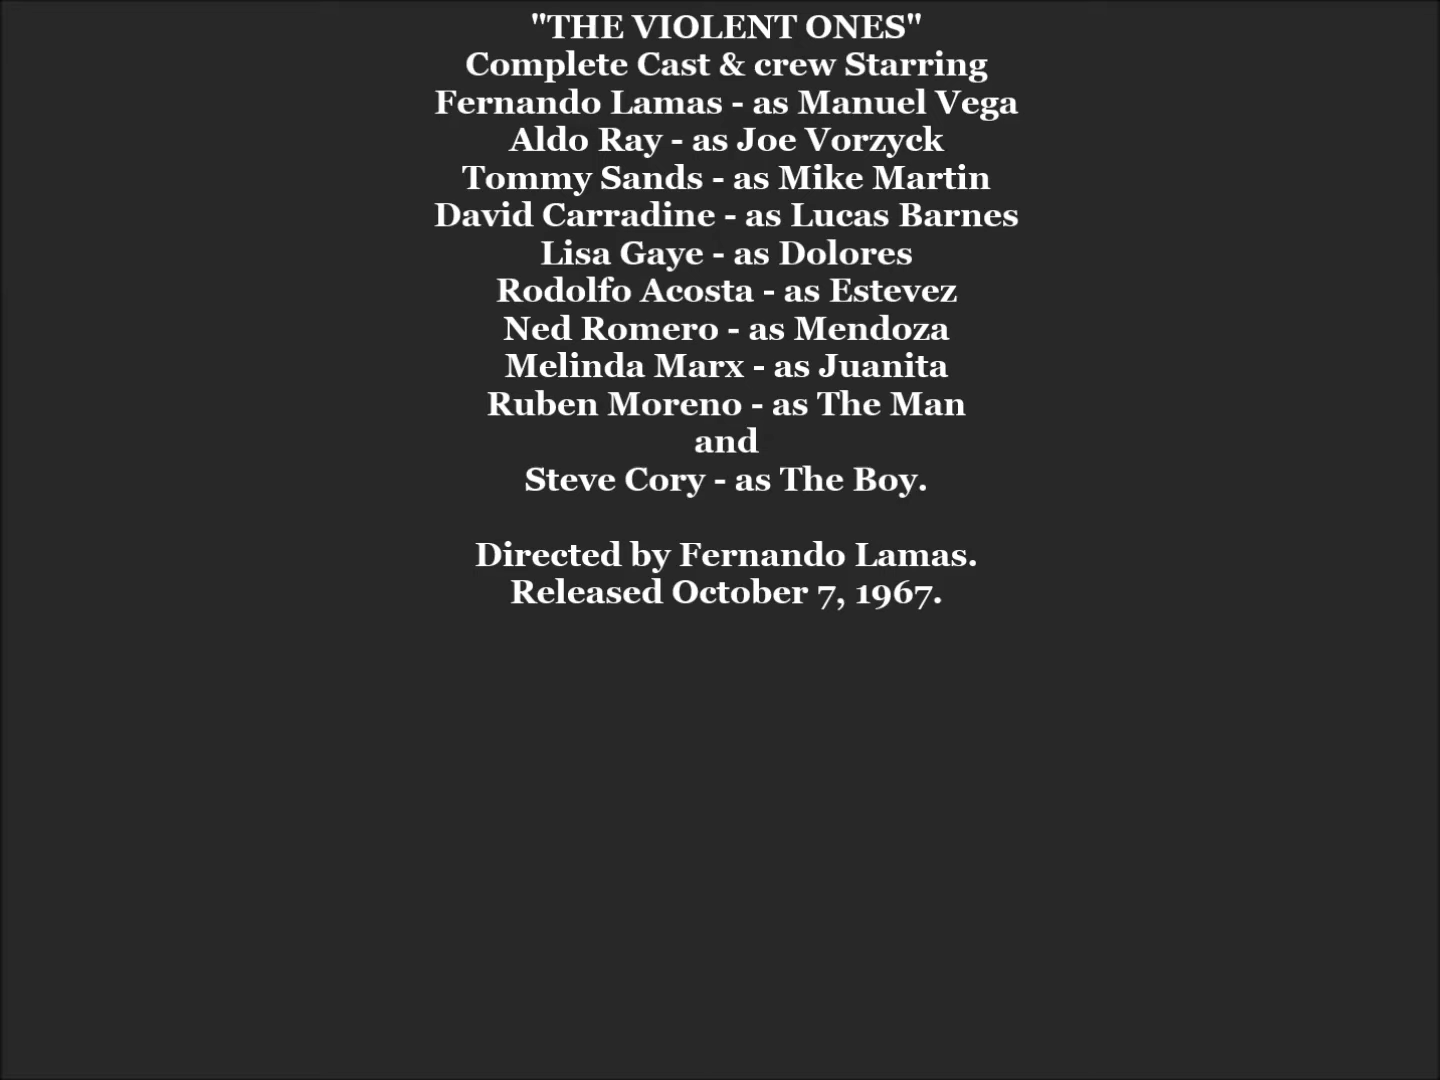 "THE VIOLENT ONES"
Complete Cast & crew Starring
Fernando Lamas - as Manuel Vega
Aldo Ray - as Joe Vorzyck
Tommy Sands - as Mike Martin
David Carradine - as Lucas Barnes
Lisa Gaye - as Dolores
Rodolfo Acosta - as Estevez
Ned Romero - as Mendoza
Melinda Marx - as Juanita
Ruben Moreno - as The Man
and
Steve Cory - as The Boy.
Directed by Fernando Lamas.
Released October 7, 1967.